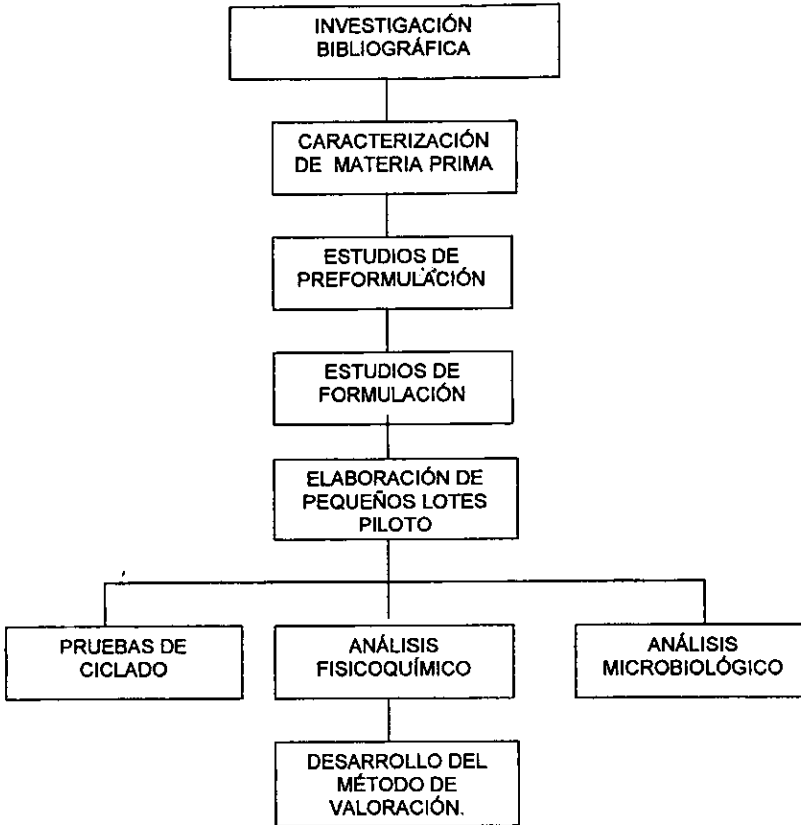 INVESTIGACIÓN
BIBLIOGRÁFICA
CARACTERIZACIÓN
DE MATERIA PRIMA
ESTUDIOS DE
PREFORMULACIÓN
ESTUDIOS DE
FORMULACIÓN
ELABORACIÓN DE
PEQUEÑOS LOTES
PILOTO
PRUEBAS DE
CICLADO
ANÁLISIS
FISICOQUÍMICO
ANÁLISIS
MICROBIOLÓGICO
DESARROLLO DEL
MÉTODO DE
VALORACIÓN.